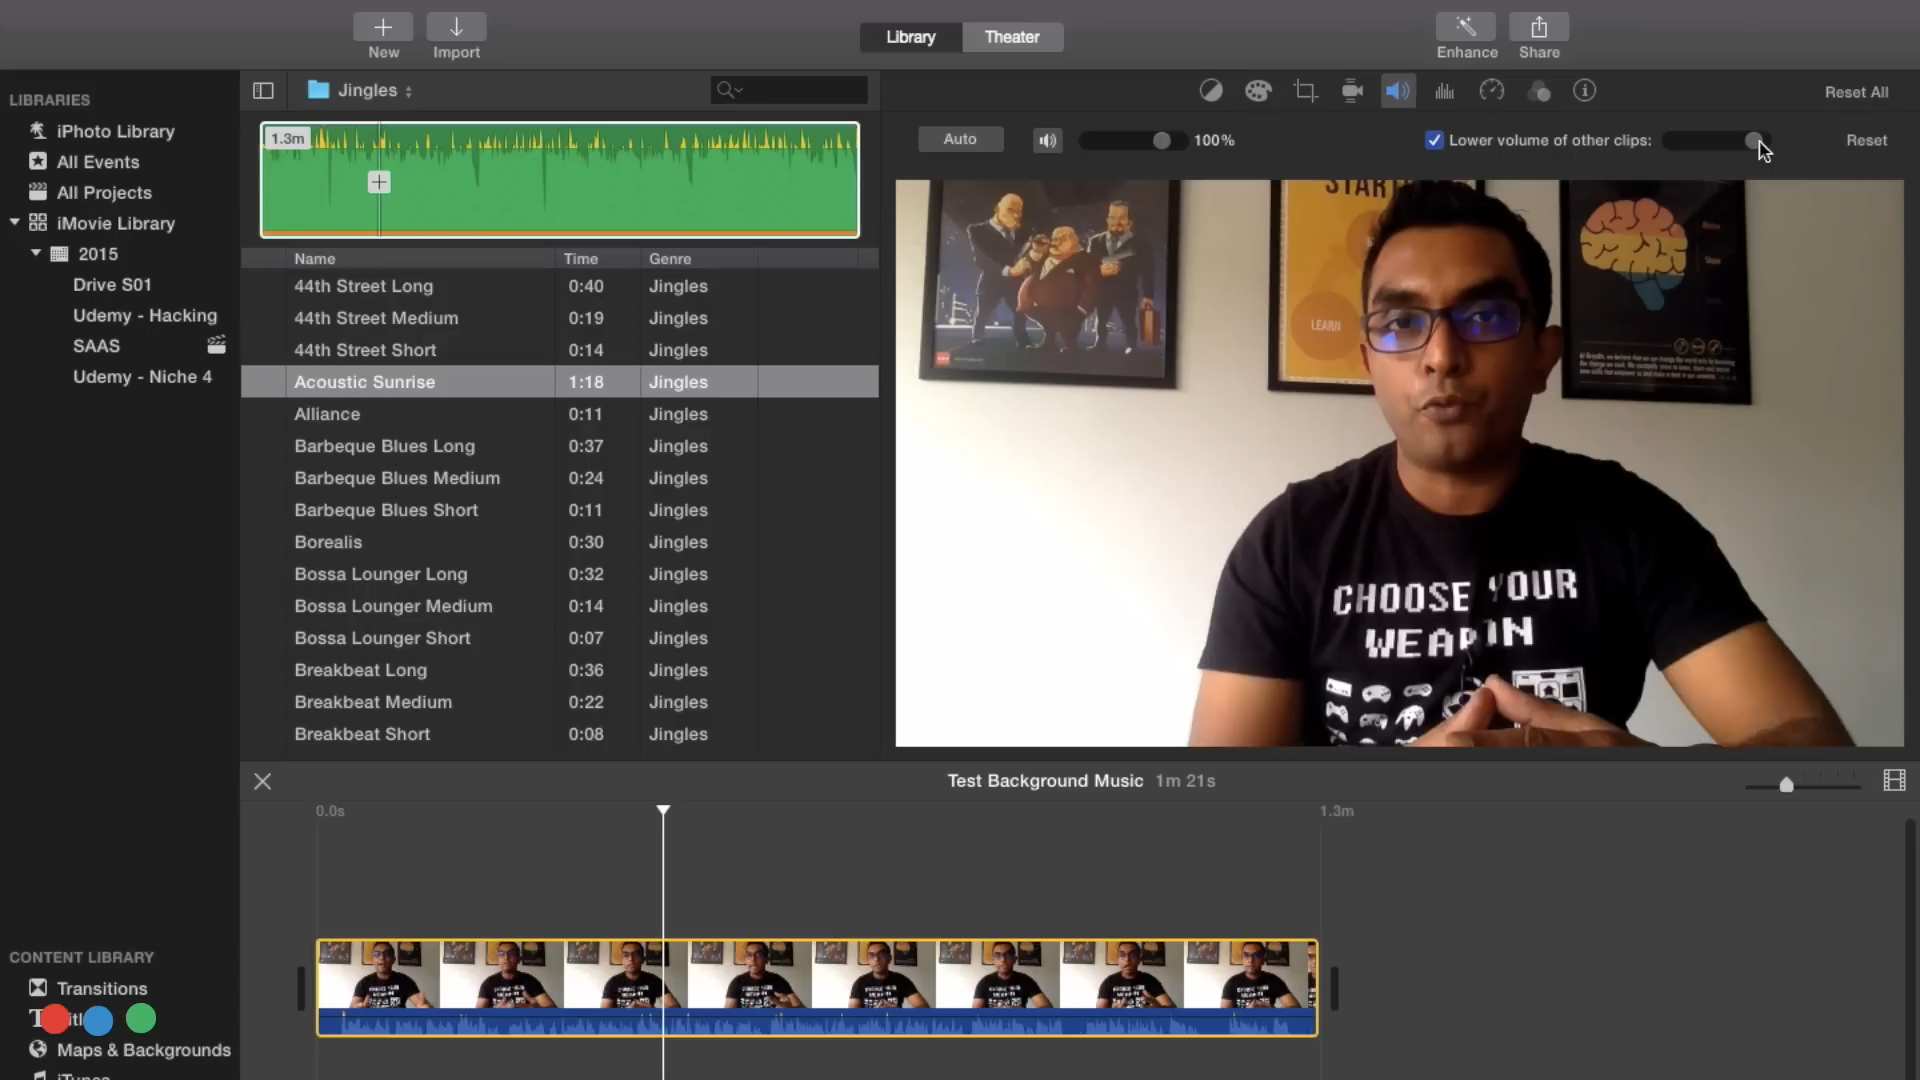 New
Import
Library
Theater
Enhance
Share
LIBRARIES
iPhoto Library
All Events
All Projects
iMovie Library
2015
Drive S01
Udemy - Hacking
SAAS
Udemy - Niche 4
Jingles
1.3m
Name Time Genre
44th Street Long 0:40 Jingles
44th Street Medium 0:19 Jingles
44th Street Short 0:14 Jingles
Acoustic Sunrise 1:18 Jingles
Alliance 0:11 Jingles
Barbeque Blues Long 0:37 Jingles
Barbeque Blues Medium 0:24 Jingles
Barbeque Blues Short 0:11 Jingles
Borealis 0:30 Jingles
Bossa Lounger Long 0:32 Jingles
Bossa Lounger Medium 0:14 Jingles
Bossa Lounger Short 0:07 Jingles
Breakbeat Long 0:36 Jingles
Breakbeat Medium 0:22 Jingles
Breakbeat Short 0:08 Jingles
Reset All
Auto
100%
Lower volume of other clips:
Reset
LEARN
CHOOSE YOUR
Test Background Music 1m 21s
0.0s
1.3m
CONTENT LIBRARY
Transitions
Maps & Backgrounds